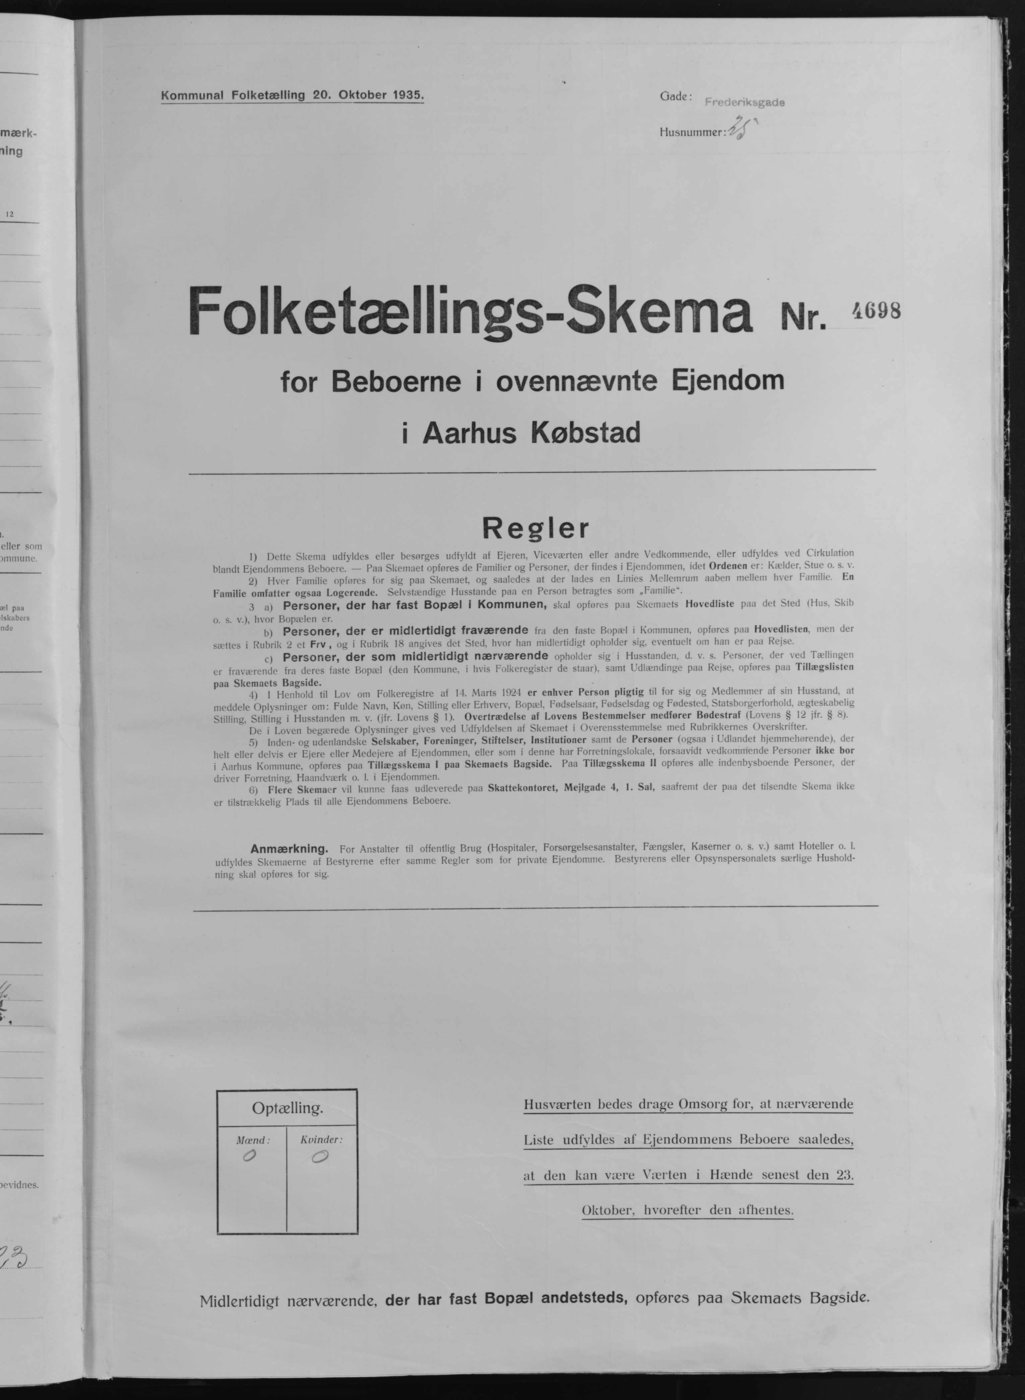 mærk-
ning
12
eller som
ommune.
æl paa
lskabers
nde
bevidnes.
23
Kommunal Folketælling 20. Oktober 1935.
Gade: Frederiksgade
Husnummer: 25
Folketællings-Skema Nr. 4698
for Beboerne i ovennævnte Ejendom
i Aarhus Købstad
Regler
1) Dette Skema udfyldes eller besørges udfyldt af Ejeren, Viceværten eller andre Vedkommende, eller udfyldes ved Cirkulation
blandt Ejendommens Beboere. — Paa Skemaet opføres de Familier og Personer, der findes i Ejendommen, idet Ordenen er: Kælder, Stue o. s. v.
2) Hver Familie opføres for sig paa Skemaet, og saaledes at der lades en Linies Mellemrum aaben mellem hver Familie. En
Familie omfatter ogsaa Logerende. Selvstændige Husstande paa en Person betragtes som „Familie“.
3 a) Personer, der har fast Bopæl i Kommunen, skal opføres paa Skemaets Hovedliste paa det Sted (Hus, Skib
o. s. v.), hvor Bopælen er.
b) Personer, der er midlertidigt fraværende fra den faste Bopæl i Kommunen, opføres paa Hovedlisten, men der
sættes i Rubrik 2 et Frv, og i Rubrik 18 angives det Sted, hvor han midlertidigt opholder sig, eventuelt om han er paa Rejse.
c) Personer, der som midlertidigt nærværende opholder sig i Husstanden, d. v. s. Personer, der ved Tællingen
er fraværende fra deres faste Bopæl (den Kommune, i hvis Folkeregister de staar), samt Udlændinge paa Rejse, opføres paa Tillægslisten
paa Skemaets Bagside.
4) I Henhold til Lov om Folkeregistre af 14. Marts 1924 er enhver Person pligtig til for sig og Medlemmer af sin Husstand, at
meddele Oplysninger om: Fulde Navn, Køn, Stilling eller Erhverv, Bopæl, Fødselsaar, Fødselsdag og Fødested, Statsborgerforhold, ægteskabelig
Stilling, Stilling i Husstanden m. v. (jfr. Lovens § 1). Overtrædelse af Lovens Bestemmelser medfører Bødestraf (Lovens § 12 jfr. § 8).
De i Loven begærede Oplysninger gives ved Udfyldelsen af Skemaet i Overensstemmelse med Rubrikkernes Overskrifter.
5) Inden- og udenlandske Selskaber, Foreninger, Stiftelser, Institutioner samt de Personer (ogsaa i Udlandet hjemmehørende), der
helt eller delvis er Ejere eller Medejere af Ejendommen, eller som i denne har Forretningslokale, forsaavidt vedkommende Personer ikke bor
i Aarhus Kommune, opføres paa Tillægsskema I paa Skemaets Bagside. Paa Tillægsskema II opføres alle indenbysboende Personer, der
driver Forretning, Haandværk o. l. i Ejendommen.
6) Flere Skemaer vil kunne faas udleverede paa Skattekontoret, Mejlgade 4, 1. Sal, saafremt der paa det tilsendte Skema ikke
er tilstrækkelig Plads til alle Ejendommens Beboere.
Anmærkning. For Anstalter til offentlig Brug (Hospitaler, Forsørgelsesanstalter, Fængsler, Kaserner o. s. v.) samt Hoteller o. l.
udfyldes Skemaerne af Bestyrerne efter samme Regler som for private Ejendomme. Bestyrerens eller Opsynspersonalets særlige Hushold-
ning skal opføres for sig.
Optælling.
Mænd: Kvinder:
0 0
Husværten bedes drage Omsorg for, at nærværende
Liste udfyldes af Ejendommens Beboere saaledes,
at den kan være Værten i Hænde senest den 23.
Oktober, hvorefter den afhentes.
Midlertidigt nærværende, der har fast Bopæl andetsteds, opføres paa Skemaets Bagside.